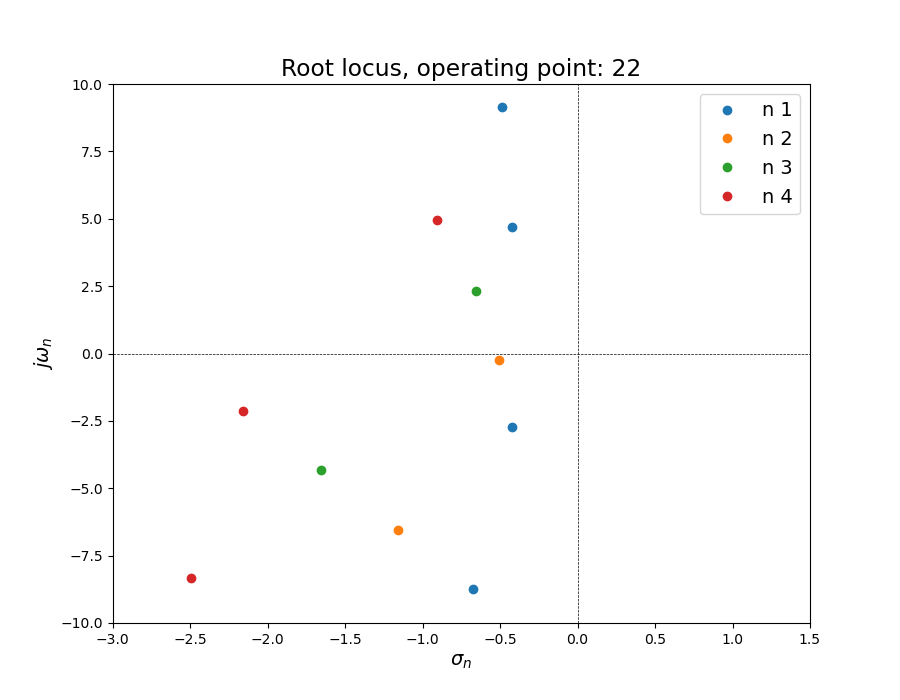 Root locus, operating point: 22
n 1
n 2
n 3
n 4
10.0
7.5
5.0
2.5
0.0
−2.5
−5.0
−7.5
−10.0
jωₙ
−3.0 −2.5 −2.0 −1.5 −1.0 −0.5 0.0 0.5 1.0 1.5
σₙ